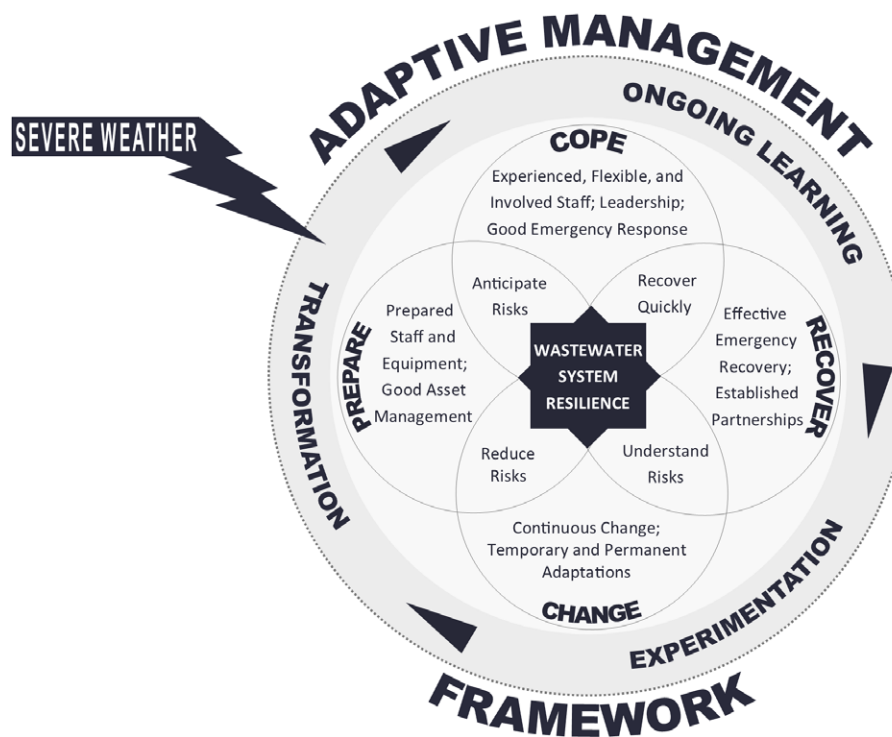 ADAPTIVE MANAGEMENT
ONGOING LEARNING
SEVERE WEATHER
COPE
Experienced, Flexible, and
Involved Staff; Leadership;
Good Emergency Response
Anticipate
Risks
Recover
Quickly
PREPARE
Prepared
Staff and
Equipment;
Good Asset
Management
WASTEWATER
SYSTEM
RESILIENCE
Effective
Emergency
Recovery;
Established
Partnerships
RECOVER
TRANSFORMATION
Reduce
Risks
Understand
Risks
Continuous Change;
Temporary and Permanent
Adaptations
CHANGE
EXPERIMENTATION
FRAMEWORK